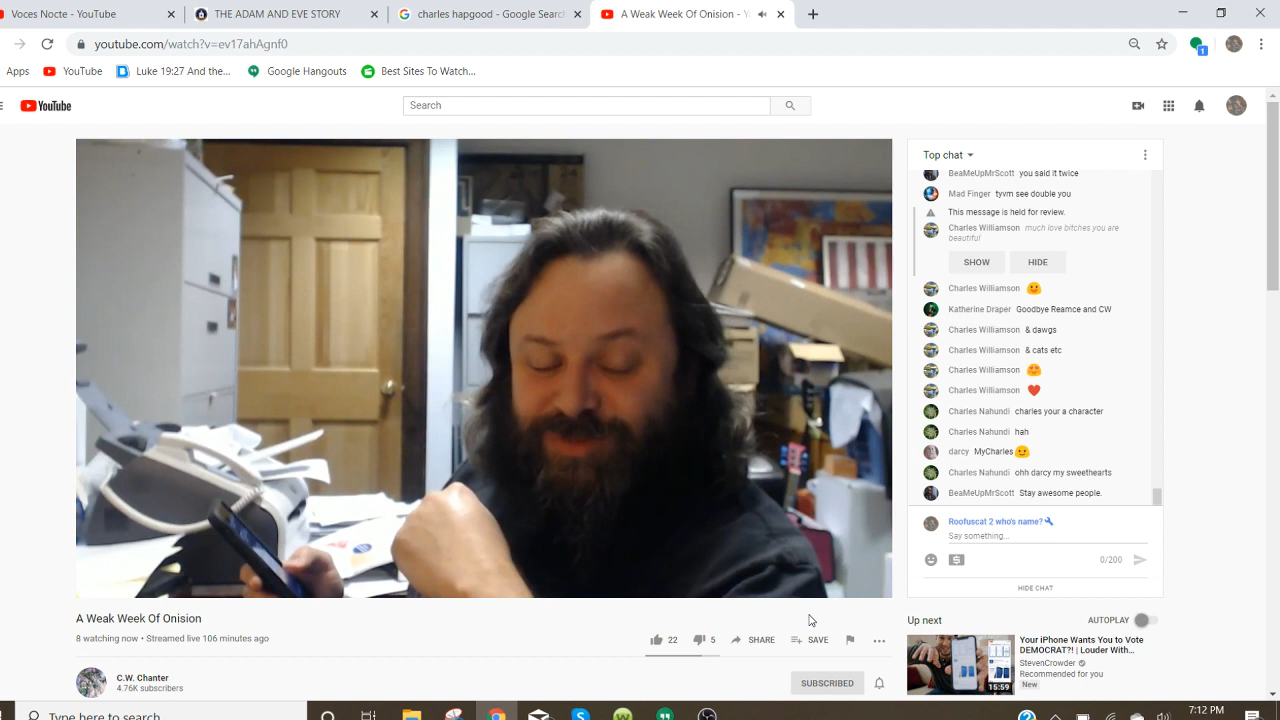 Voces Nocte - YouTube
THE ADAM AND EVE STORY
charles hapgood - Google Search
A Weak Week Of Onision - Y
youtube.com/watch?v=ev17ahAgnf0
1
Apps
YouTube
Luke 19:27 And the...
Google Hangouts
Best Sites To Watch...
YouTube
Search
Top chat
BeaMeUpMrScott you said it twice
Mad Finger tyvm see double you
This message is held for review.
Charles Williamson much love bitches you are
beautiful
SHOW
HIDE
Charles Williamson 🙂
Katherine Draper Goodbye Reamce and CW
Charles Williamson & dawgs
Charles Williamson & cats etc
Charles Williamson 😍
Charles Williamson ❤️
Charles Nahundi charles your a character
Charles Nahundi hah
darcy MyCharles🙂
Charles Nahundi ohh darcy my sweethearts
BeaMeUpMrScott Stay awesome people.
Roofuscat 2 who's name?
Say something...
0/200
HIDE CHAT
A Weak Week Of Onision
8 watching now • Streamed live 106 minutes ago
22
5
SHARE
SAVE
C.W. Chanter
4.76K subscribers
SUBSCRIBED
Up next
AUTOPLAY
Your iPhone Wants You to Vote
DEMOCRAT?! | Louder With...
StevenCrowder
Recommended for you
New
15:59
Type here to search
7:12 PM